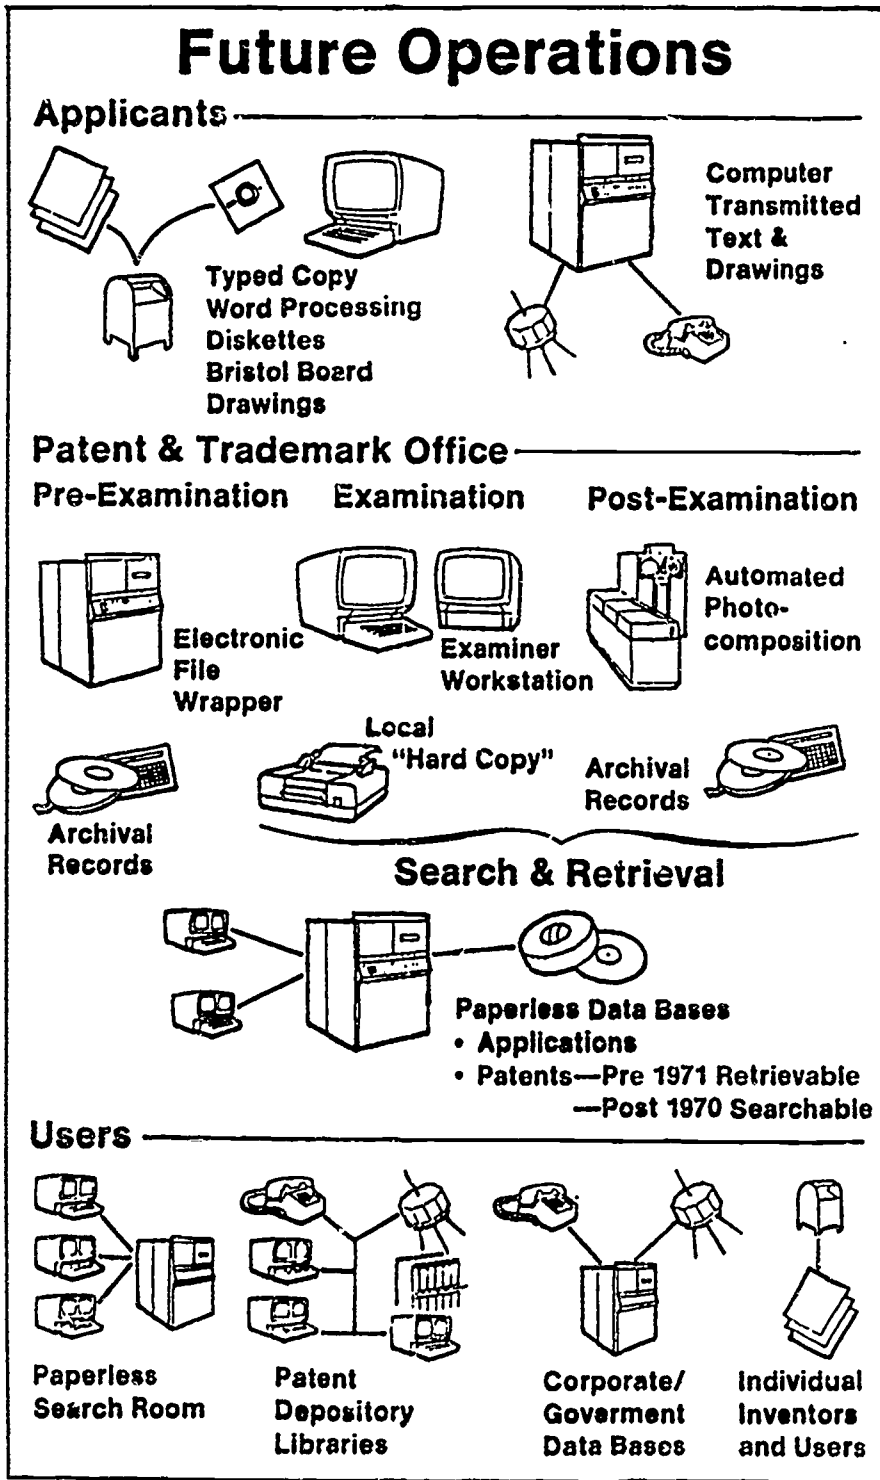 Future Operations
Applicants
Typed Copy
Word Processing
Diskettes
Bristol Board
Drawings
Computer
Transmitted
Text &
Drawings
Patent & Trademark Office
Pre-Examination
Examination
Post-Examination
Electronic
File
Wrapper
Examiner
Workstation
Automated
Photo-
composition
Archival
Records
Local
"Hard Copy"
Archival
Records
Search & Retrieval
Paperless Data Bases
• Applications
• Patents—Pre 1971 Retrievable
—Post 1970 Searchable
Users
Paperless
Search Room
Patent
Depository
Libraries
Corporate/
Goverment
Data Bases
Individual
Inventors
and Users